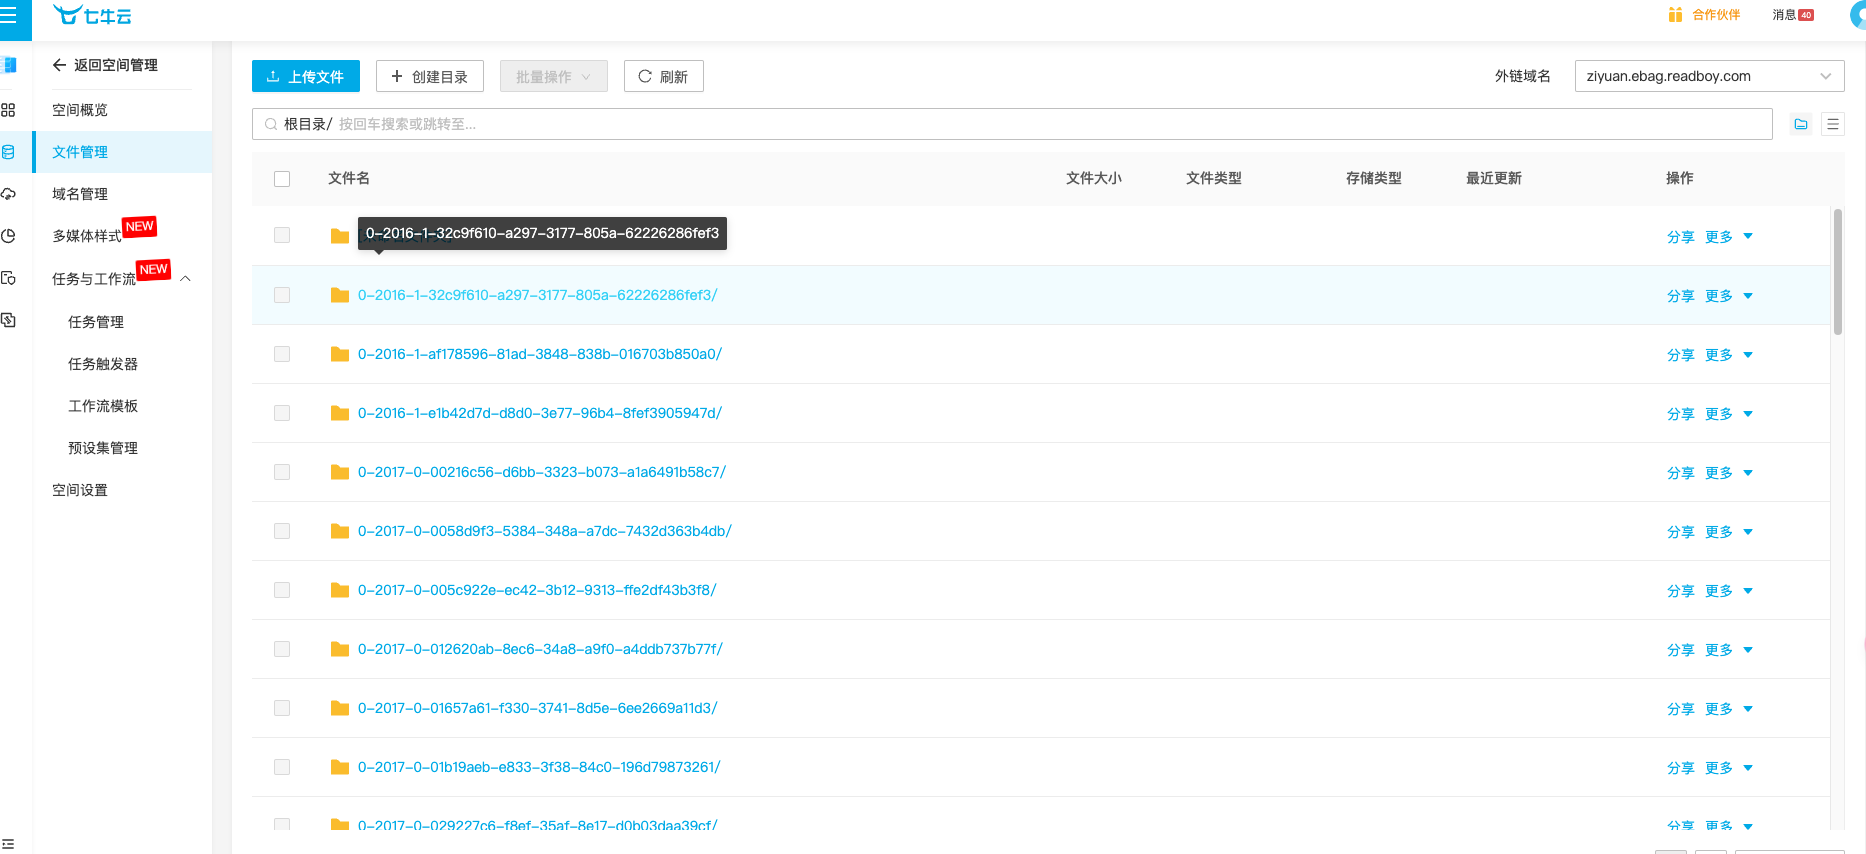 七牛云
合作伙伴
消息 40
返回空间管理
空间概览
文件管理
域名管理
多媒体样式 NEW
任务与工作流 NEW
任务管理
任务触发器
工作流模板
预设集管理
空间设置
上传文件
创建目录
批量操作
刷新
外链域名
ziyuan.ebag.readboy.com
根目录/ 按回车搜索或跳转至...
文件名 文件大小 文件类型 存储类型 最近更新 操作
0-2016-1-32c9f610-a297-3177-805a-62226286fef3
分享 更多
0-2016-1-32c9f610-a297-3177-805a-62226286fef3/ 分享 更多
0-2016-1-af178596-81ad-3848-838b-016703b850a0/ 分享 更多
0-2016-1-e1b42d7d-d8d0-3e77-96b4-8fef3905947d/ 分享 更多
0-2017-0-00216c56-d6bb-3323-b073-a1a6491b58c7/ 分享 更多
0-2017-0-0058d9f3-5384-348a-a7dc-7432d363b4db/ 分享 更多
0-2017-0-005c922e-ec42-3b12-9313-ffe2df43b3f8/ 分享 更多
0-2017-0-012620ab-8ec6-34a8-a9f0-a4ddb737b77f/ 分享 更多
0-2017-0-01657a61-f330-3741-8d5e-6ee2669a11d3/ 分享 更多
0-2017-0-01b19aeb-e833-3f38-84c0-196d79873261/ 分享 更多
0-2017-0-029227c6-f8ef-35af-8e17-d0b03daa39cf/ 分享 更多